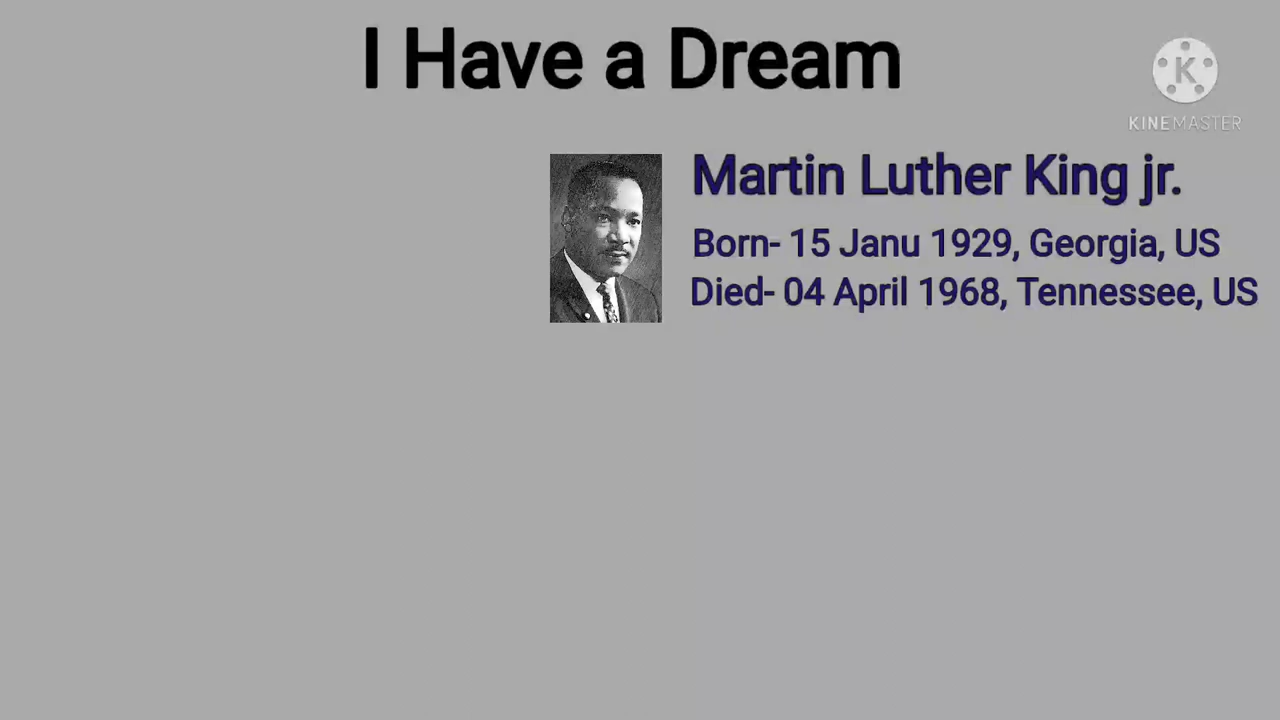 I Have a Dream
K
KINEMASTER
Martin Luther King jr.
Born- 15 Janu 1929, Georgia, US
Died- 04 April 1968, Tennessee, US